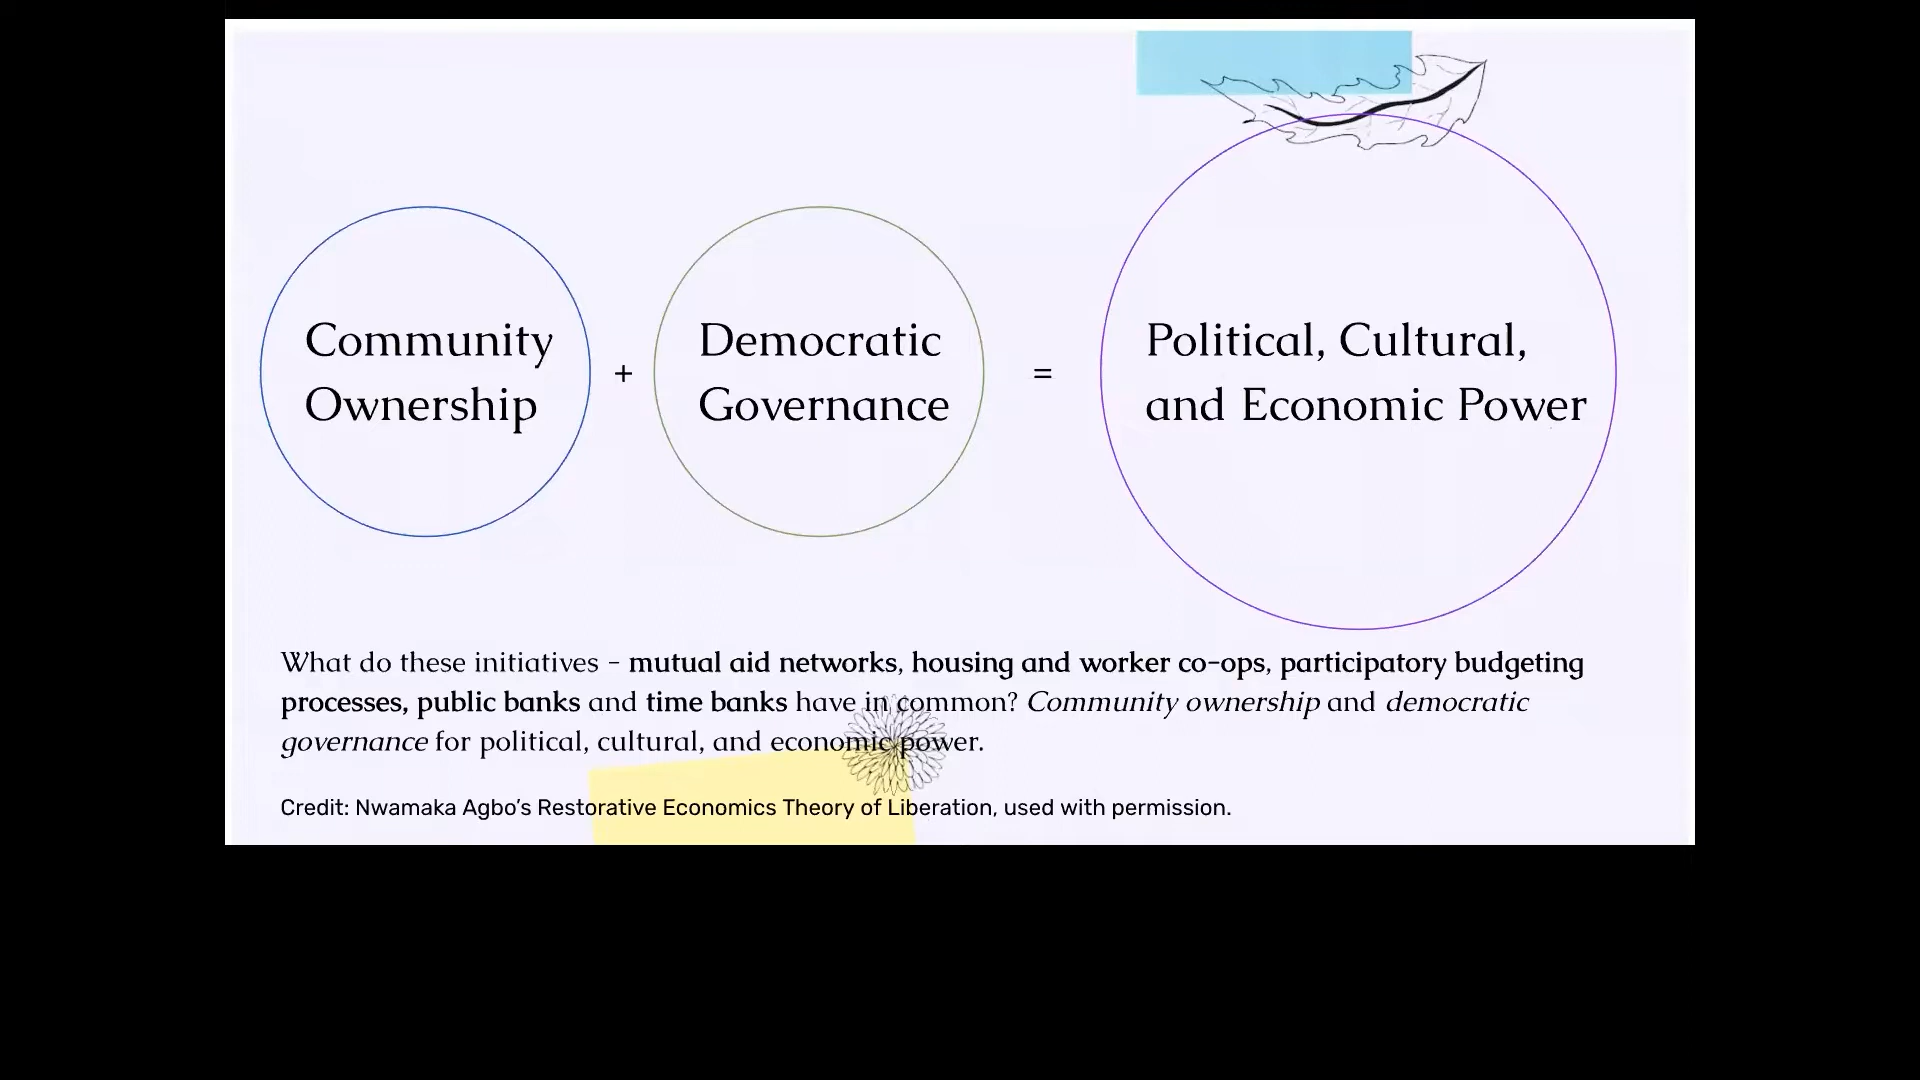 Community
Ownership
+
Democratic
Governance
=
Political, Cultural,
and Economic Power
What do these initiatives – mutual aid networks, housing and worker co-ops, participatory budgeting
processes, public banks and time banks have in common? Community ownership and democratic
governance for political, cultural, and economic power.
Credit: Nwamaka Agbo’s Restorative Economics Theory of Liberation, used with permission.